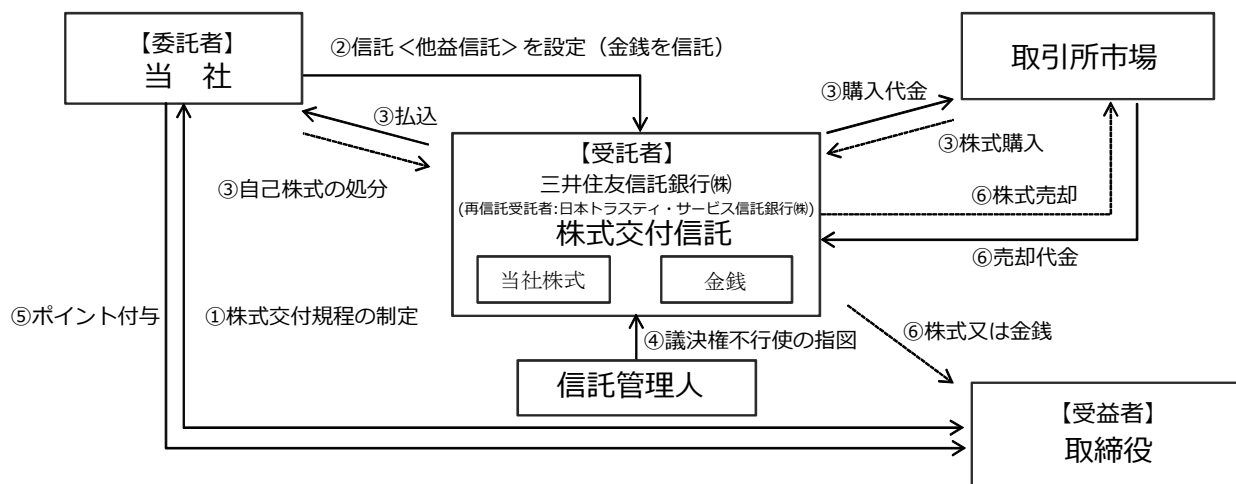 【委託者】
当　社
②信託＜他益信託＞を設定（金銭を信託）
取引所市場
③払込
③自己株式の処分
③購入代金
③株式購入
【受託者】
三井住友信託銀行㈱
(再信託受託者:日本トラスティ・サービス信託銀行㈱)
株式交付信託
当社株式
金銭
⑥株式売却
⑥売却代金
⑤ポイント付与
①株式交付規程の制定
④議決権不行使の指図
⑥株式又は金銭
信託管理人
【受益者】
取締役